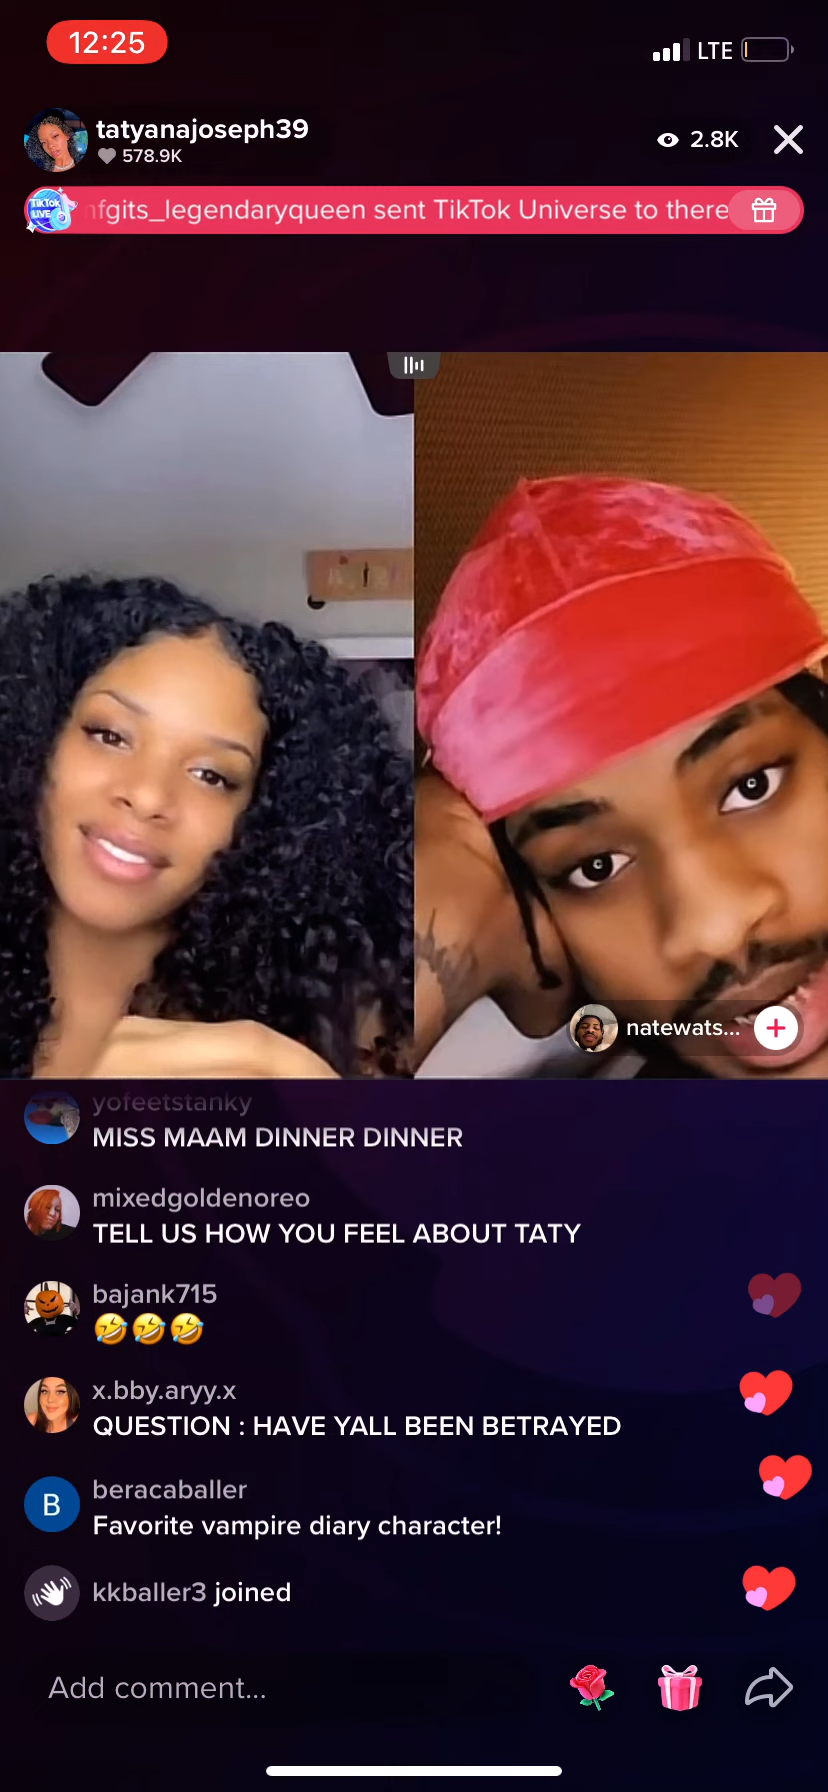 12:25
LTE
tatyanajoseph39
578.9K
2.8K
TikTok
LIVE
nfgits_legendaryqueen sent TikTok Universe to there
natewats...
yofeetstanky
MISS MAAM DINNER DINNER
mixedgoldenoreo
TELL US HOW YOU FEEL ABOUT TATY
bajank715
🤣🤣🤣
x.bby.aryy.x
QUESTION : HAVE YALL BEEN BETRAYED
B
beracaballer
Favorite vampire diary character!
kkballer3 joined
Add comment...